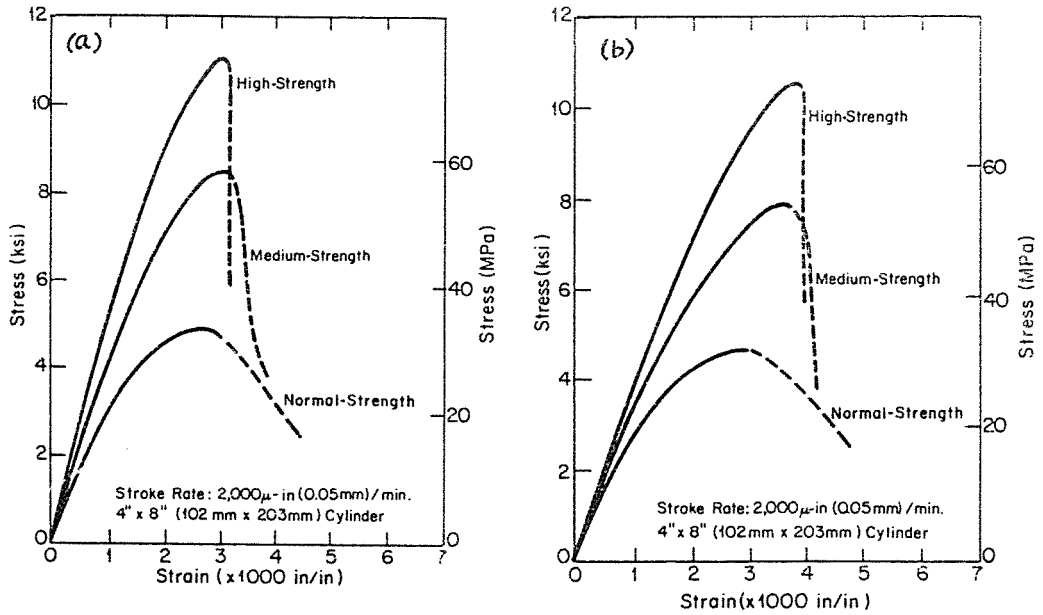 (a)
12
10
8
6
4
2
0
Stress (ksi)
High-Strength
Medium-Strength
Normal-Strength
60
40
20
0
Stress (MPa)
Stroke Rate: 2,000μ-in (0.05mm)/min.
4" x 8" (102 mm x 203mm) Cylinder
0 1 2 3 4 5 6 7
Strain (x1000 in/in)
(b)
12
10
8
6
4
2
0
Stress (ksi)
High-Strength
Medium-Strength
Normal-Strength
60
40
20
0
Stress (MPa)
Stroke Rate: 2,000μ-in (0.05mm)/min.
4" x 8" (102 mm x 203mm) Cylinder
0 1 2 3 4 5 6 7
Strain (x1000 in/in)